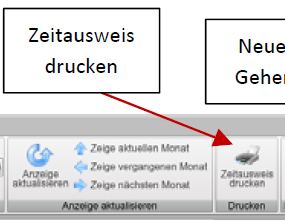 Zeitausweis
drucken
Neue
Gehe
Anzeige
aktualisieren
Zeige aktuellen Monat
Zeige vergangenen Monat
Zeige nächsten Monat
Anzeige aktualisieren
Zeitausweis
drucken
Drucken